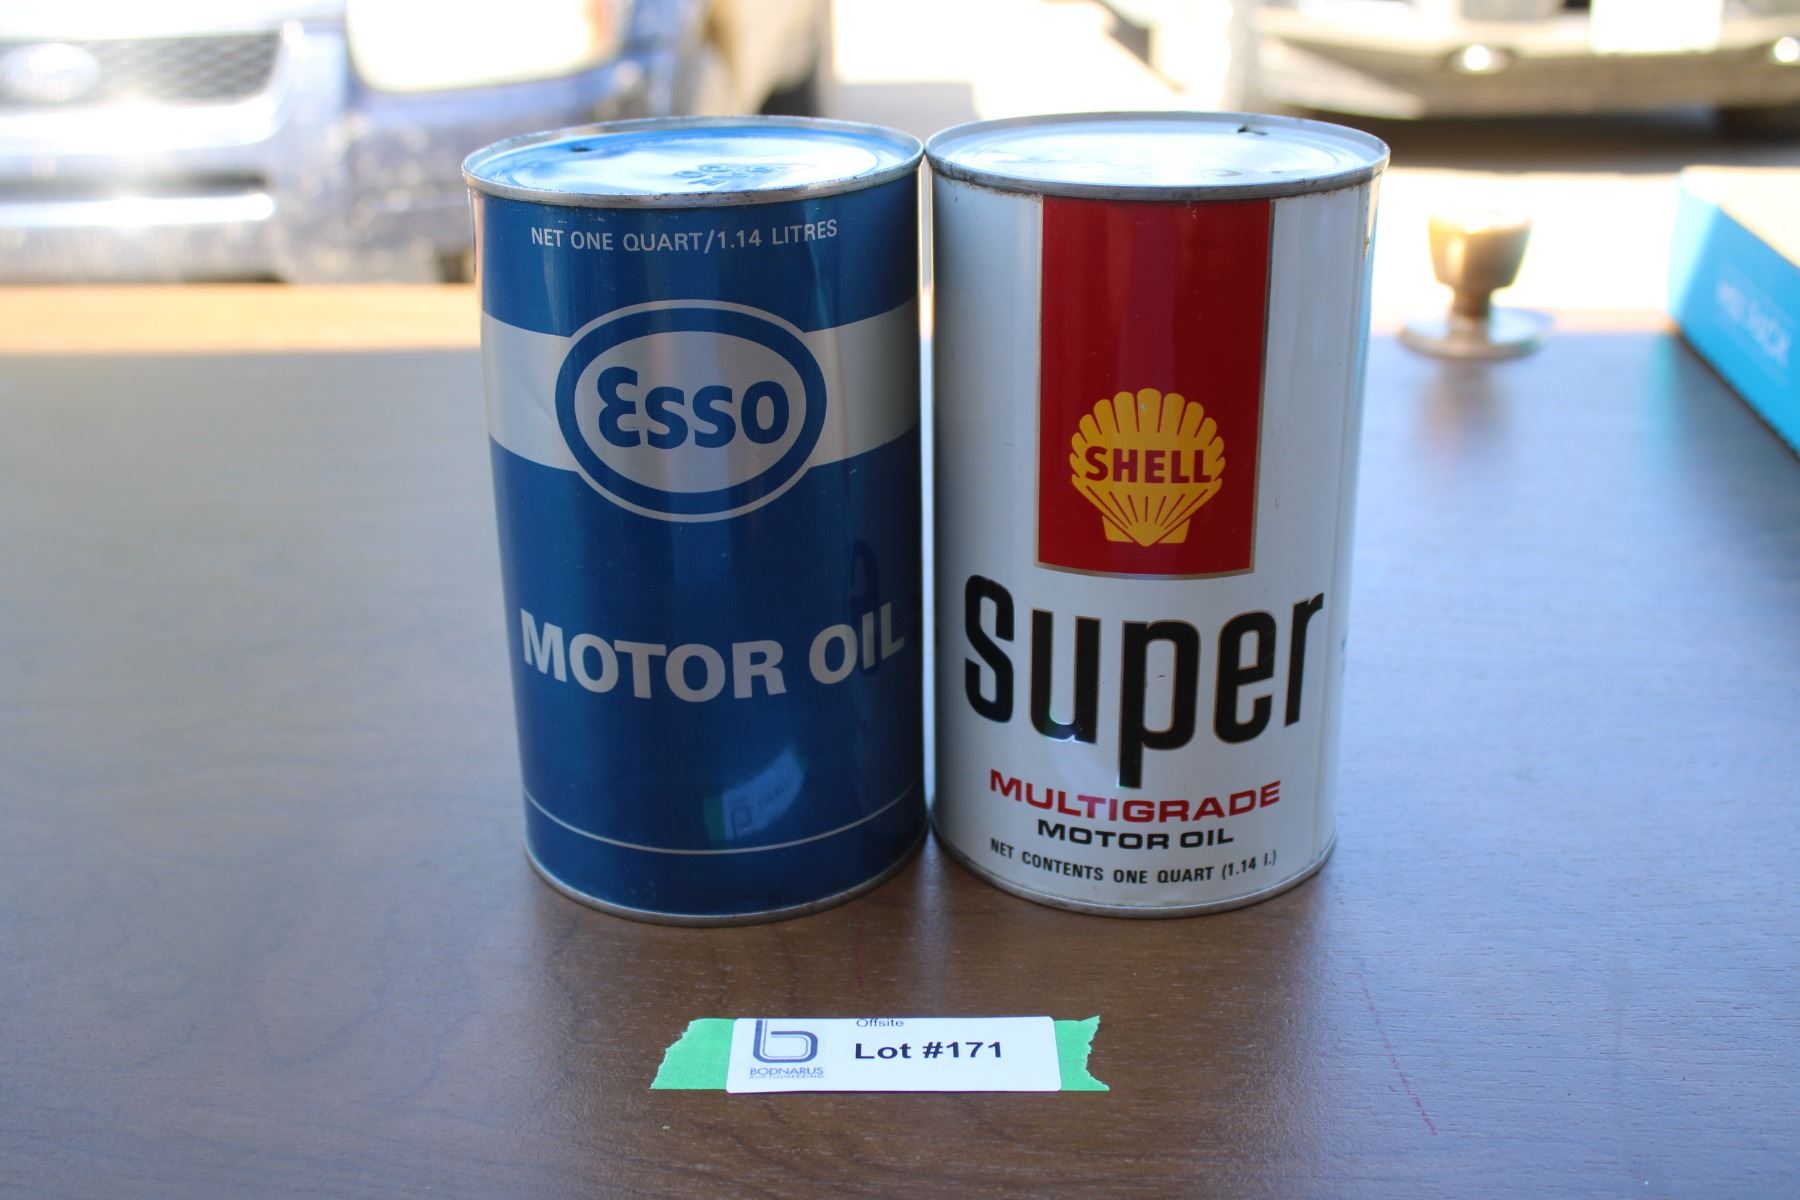 NET ONE QUART/1.14 LITRES
Esso
MOTOR OIL
SHELL
Super
MULTIGRADE
MOTOR OIL
NET CONTENTS ONE QUART (1.14 l.)
Offsite
Lot #171
BODNARUS
AUCTIONEERING